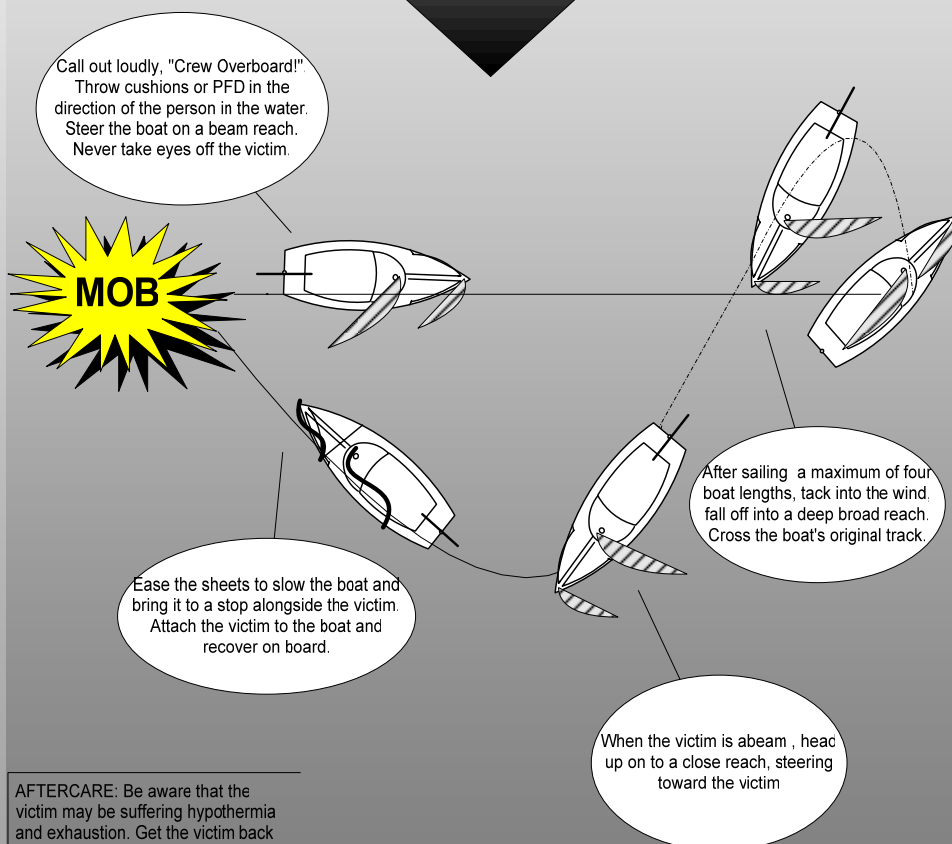 Call out loudly, "Crew Overboard!".
Throw cushions or PFD in the
direction of the person in the water.
Steer the boat on a beam reach.
Never take eyes off the victim.
MOB
After sailing a maximum of four
boat lengths, tack into the wind,
fall off into a deep broad reach.
Cross the boat's original track.
When the victim is abeam , head
up on to a close reach, steering
toward the victim
Ease the sheets to slow the boat and
bring it to a stop alongside the victim.
Attach the victim to the boat and
recover on board.
AFTERCARE: Be aware that the
victim may be suffering hypothermia
and exhaustion. Get the victim back